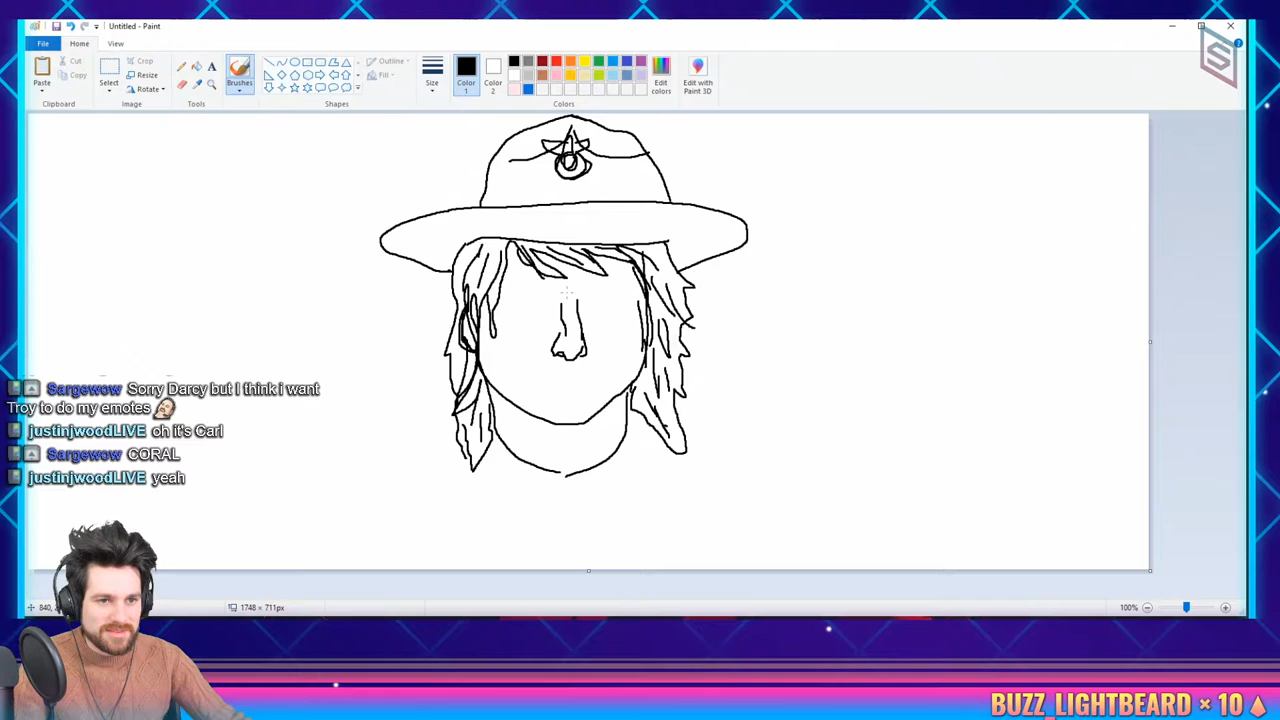 Untitled - Paint
File Home View
Paste
Cut
Copy
Clipboard
Select
Crop
Resize
Rotate
Image
A
Tools
Brushes
Outline
Fill
Shapes
Size
Color 1
Color 2
Edit colors
Colors
Edit with Paint 3D
Sargewow Sorry Darcy but I think i want
Troy to do my emotes
justinjwoodLIVE oh it's Carl
Sargewow CORAL
justinjwoodLIVE yeah
840,
1748 × 711px
100%
BUZZ_LIGHTBEARD × 10